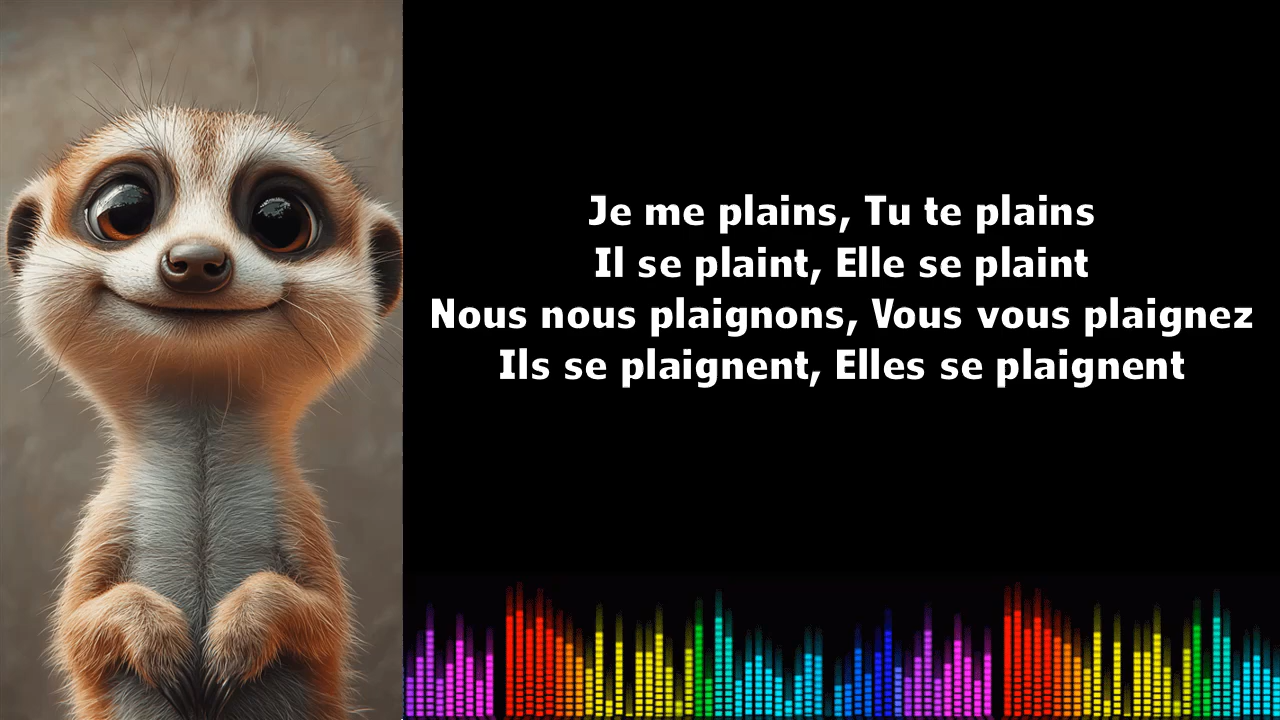 Je me plains, Tu te plains
Il se plaint, Elle se plaint
Nous nous plaignons, Vous vous plaignez
Ils se plaignent, Elles se plaignent